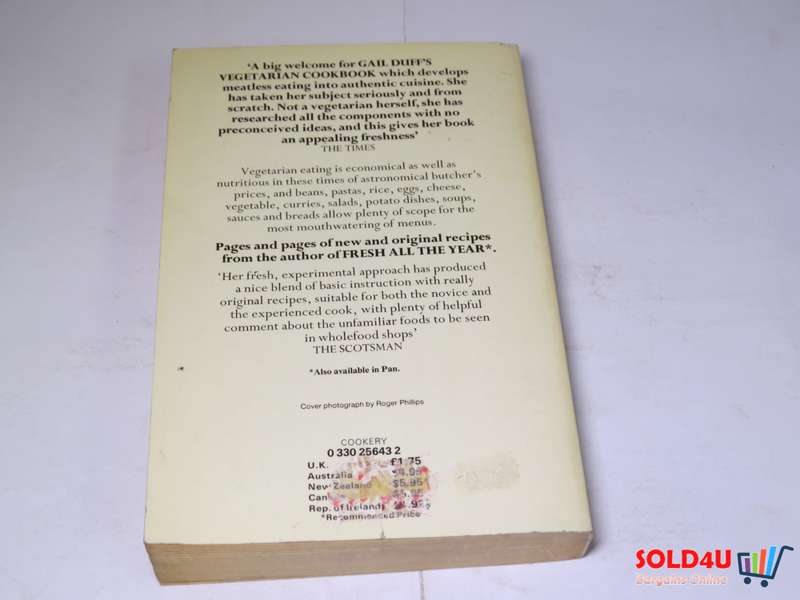 ‘A big welcome for GAIL DUFF'S
VEGETARIAN COOKBOOK which develops
meatless eating into authentic cuisine. She
has taken her subject seriously and from
scratch. Not a vegetarian herself, she has
researched all the components with no
preconceived ideas, and this gives her book
an appealing freshness’
THE TIMES
Vegetarian eating is economical as well as
nutritious in these times of astronomical butcher's
prices, and beans, pastas, rice, eggs, cheese,
vegetable, curries, salads, potato dishes, soups,
sauces and breads allow plenty of scope for the
most mouthwatering of menus.
Pages and pages of new and original recipes
from the author of FRESH ALL THE YEAR*.
‘Her fresh, experimental approach has produced
a nice blend of basic instruction with really
original recipes, suitable for both the novice and
the experienced cook, with plenty of helpful
comment about the unfamiliar foods to be seen
in wholefood shops’
THE SCOTSMAN
*Also available in Pan.
Cover photograph by Roger Phillips
COOKERY
0 330 25643 2
U.K. £1.75
Australia
New Zealand $5.95
Rep. of Ireland
*Recommended Price
SOLD4U
Bargains Online